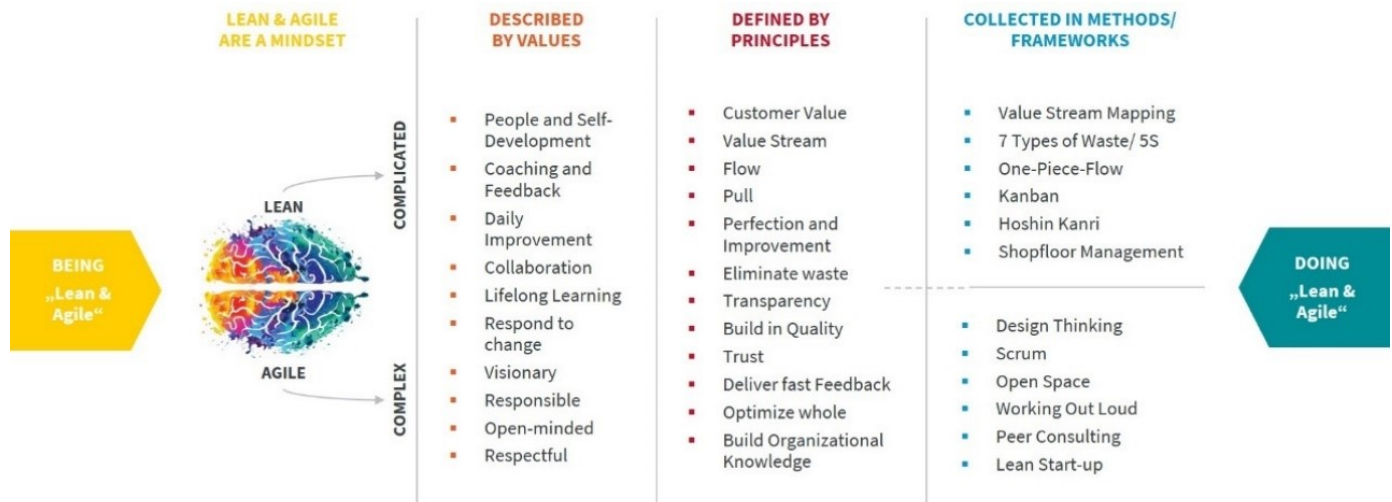 LEAN & AGILE
ARE A MINDSET
DESCRIBED
BY VALUES
DEFINED BY
PRINCIPLES
COLLECTED IN METHODS/
FRAMEWORKS
BEING
„Lean &
Agile“
LEAN
AGILE
COMPLICATED
COMPLEX
▪ People and Self-
Development
▪ Coaching and
Feedback
▪ Daily
Improvement
▪ Collaboration
▪ Lifelong Learning
▪ Respond to
change
▪ Visionary
▪ Responsible
▪ Open-minded
▪ Respectful
▪ Customer Value
▪ Value Stream
▪ Flow
▪ Pull
▪ Perfection and
Improvement
▪ Eliminate waste
▪ Transparency
▪ Build in Quality
▪ Trust
▪ Deliver fast Feedback
▪ Optimize whole
▪ Build Organizational
Knowledge
▪ Value Stream Mapping
▪ 7 Types of Waste/ 5S
▪ One-Piece-Flow
▪ Kanban
▪ Hoshin Kanri
▪ Shopfloor Management
▪ Design Thinking
▪ Scrum
▪ Open Space
▪ Working Out Loud
▪ Peer Consulting
▪ Lean Start-up
DOING
„Lean &
Agile“